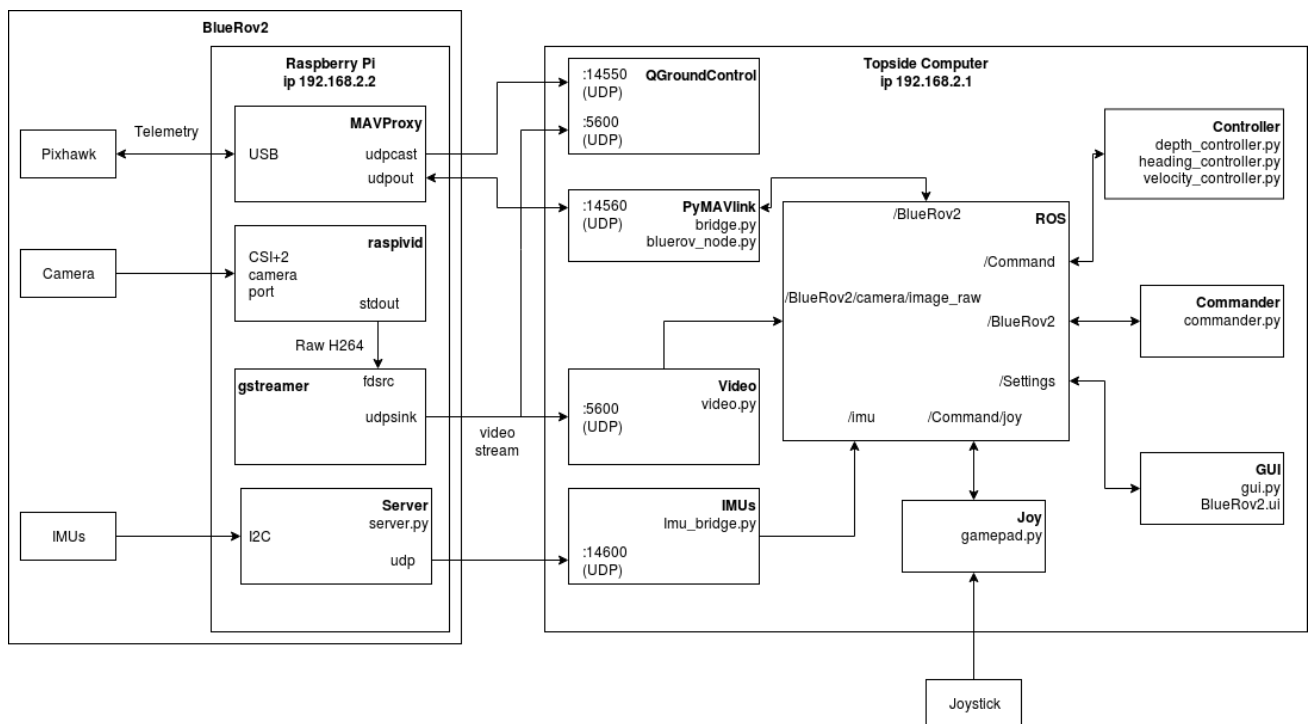 BlueRov2
Raspberry Pi
ip 192.168.2.2
Pixhawk
Telemetry
MAVProxy
USB
udpcast
udpout
Camera
raspivid
CSI+2
camera
port
stdout
Raw H264
gstreamer
fdsrc
udpsink
video
stream
IMUs
Server
server.py
I2C
udp
Topside Computer
ip 192.168.2.1
QGroundControl
:14550
(UDP)
:5600
(UDP)
PyMAVlink
bridge.py
bluerov_node.py
:14560
(UDP)
Video
video.py
:5600
(UDP)
IMUs
Imu_bridge.py
:14600
(UDP)
ROS
/BlueRov2
/Command
/BlueRov2/camera/image_raw
/BlueRov2
/Settings
/imu
/Command/joy
Controller
depth_controller.py
heading_controller.py
velocity_controller.py
Commander
commander.py
GUI
gui.py
BlueRov2.ui
Joy
gamepad.py
Joystick